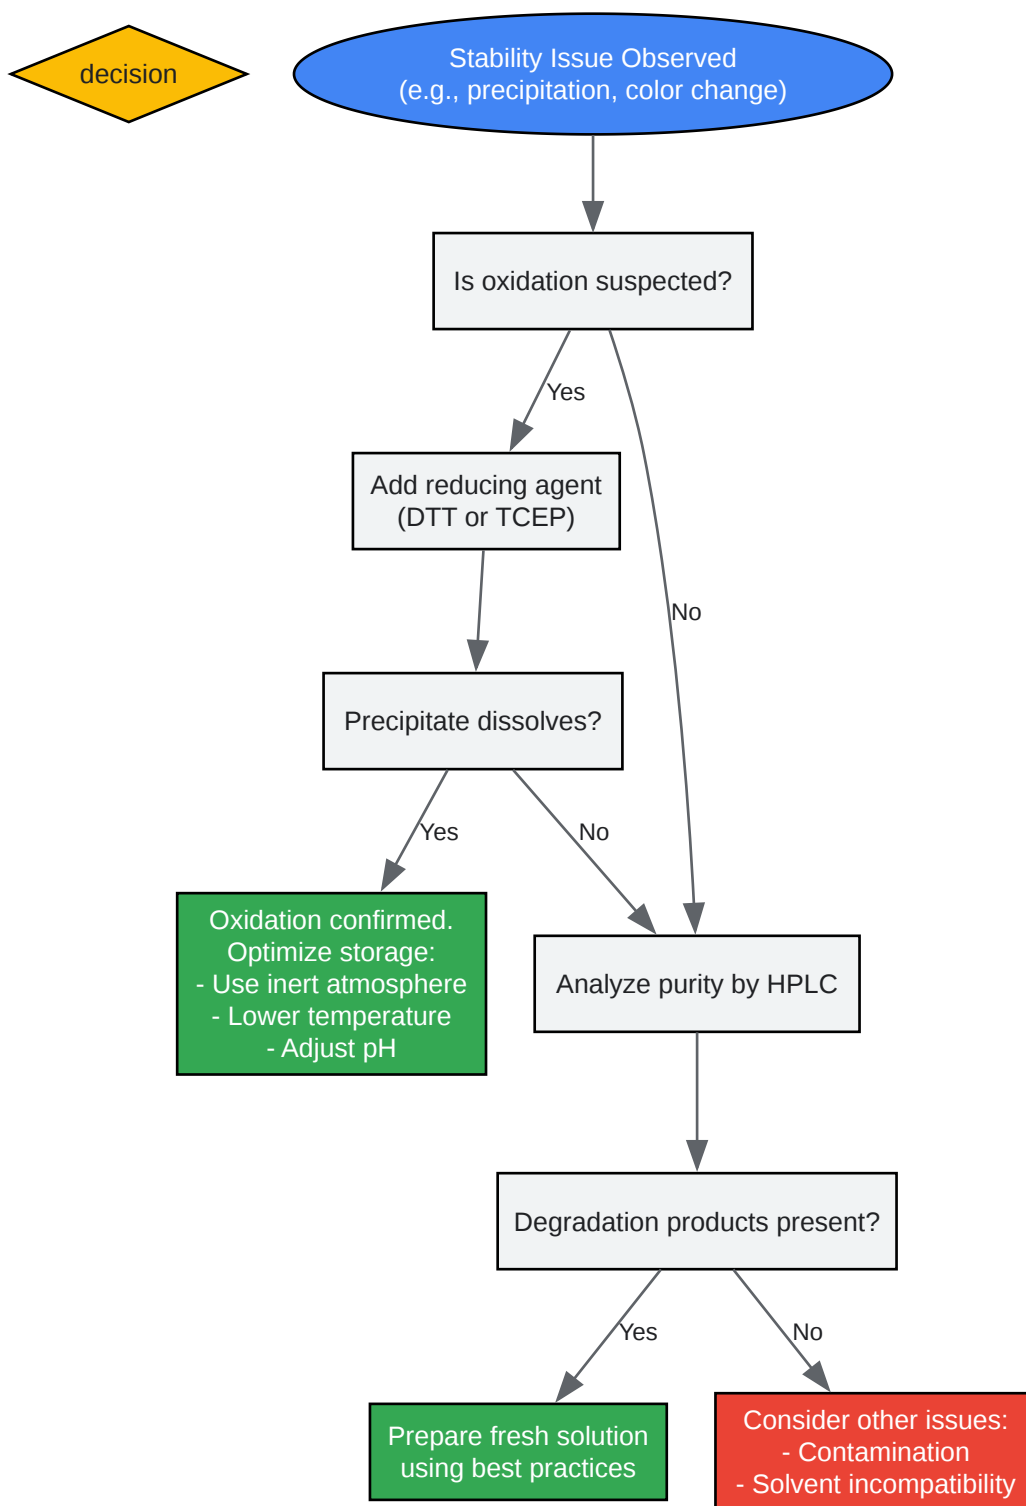 decision
Stability Issue Observed
(e.g., precipitation, color change)
Is oxidation suspected?
Yes
Add reducing agent
(DTT or TCEP)
No
Precipitate dissolves?
Yes
No
Oxidation confirmed.
Optimize storage:
- Use inert atmosphere
- Lower temperature
- Adjust pH
Analyze purity by HPLC
Degradation products present?
Yes
No
Prepare fresh solution
using best practices
Consider other issues:
- Contamination
- Solvent incompatibility